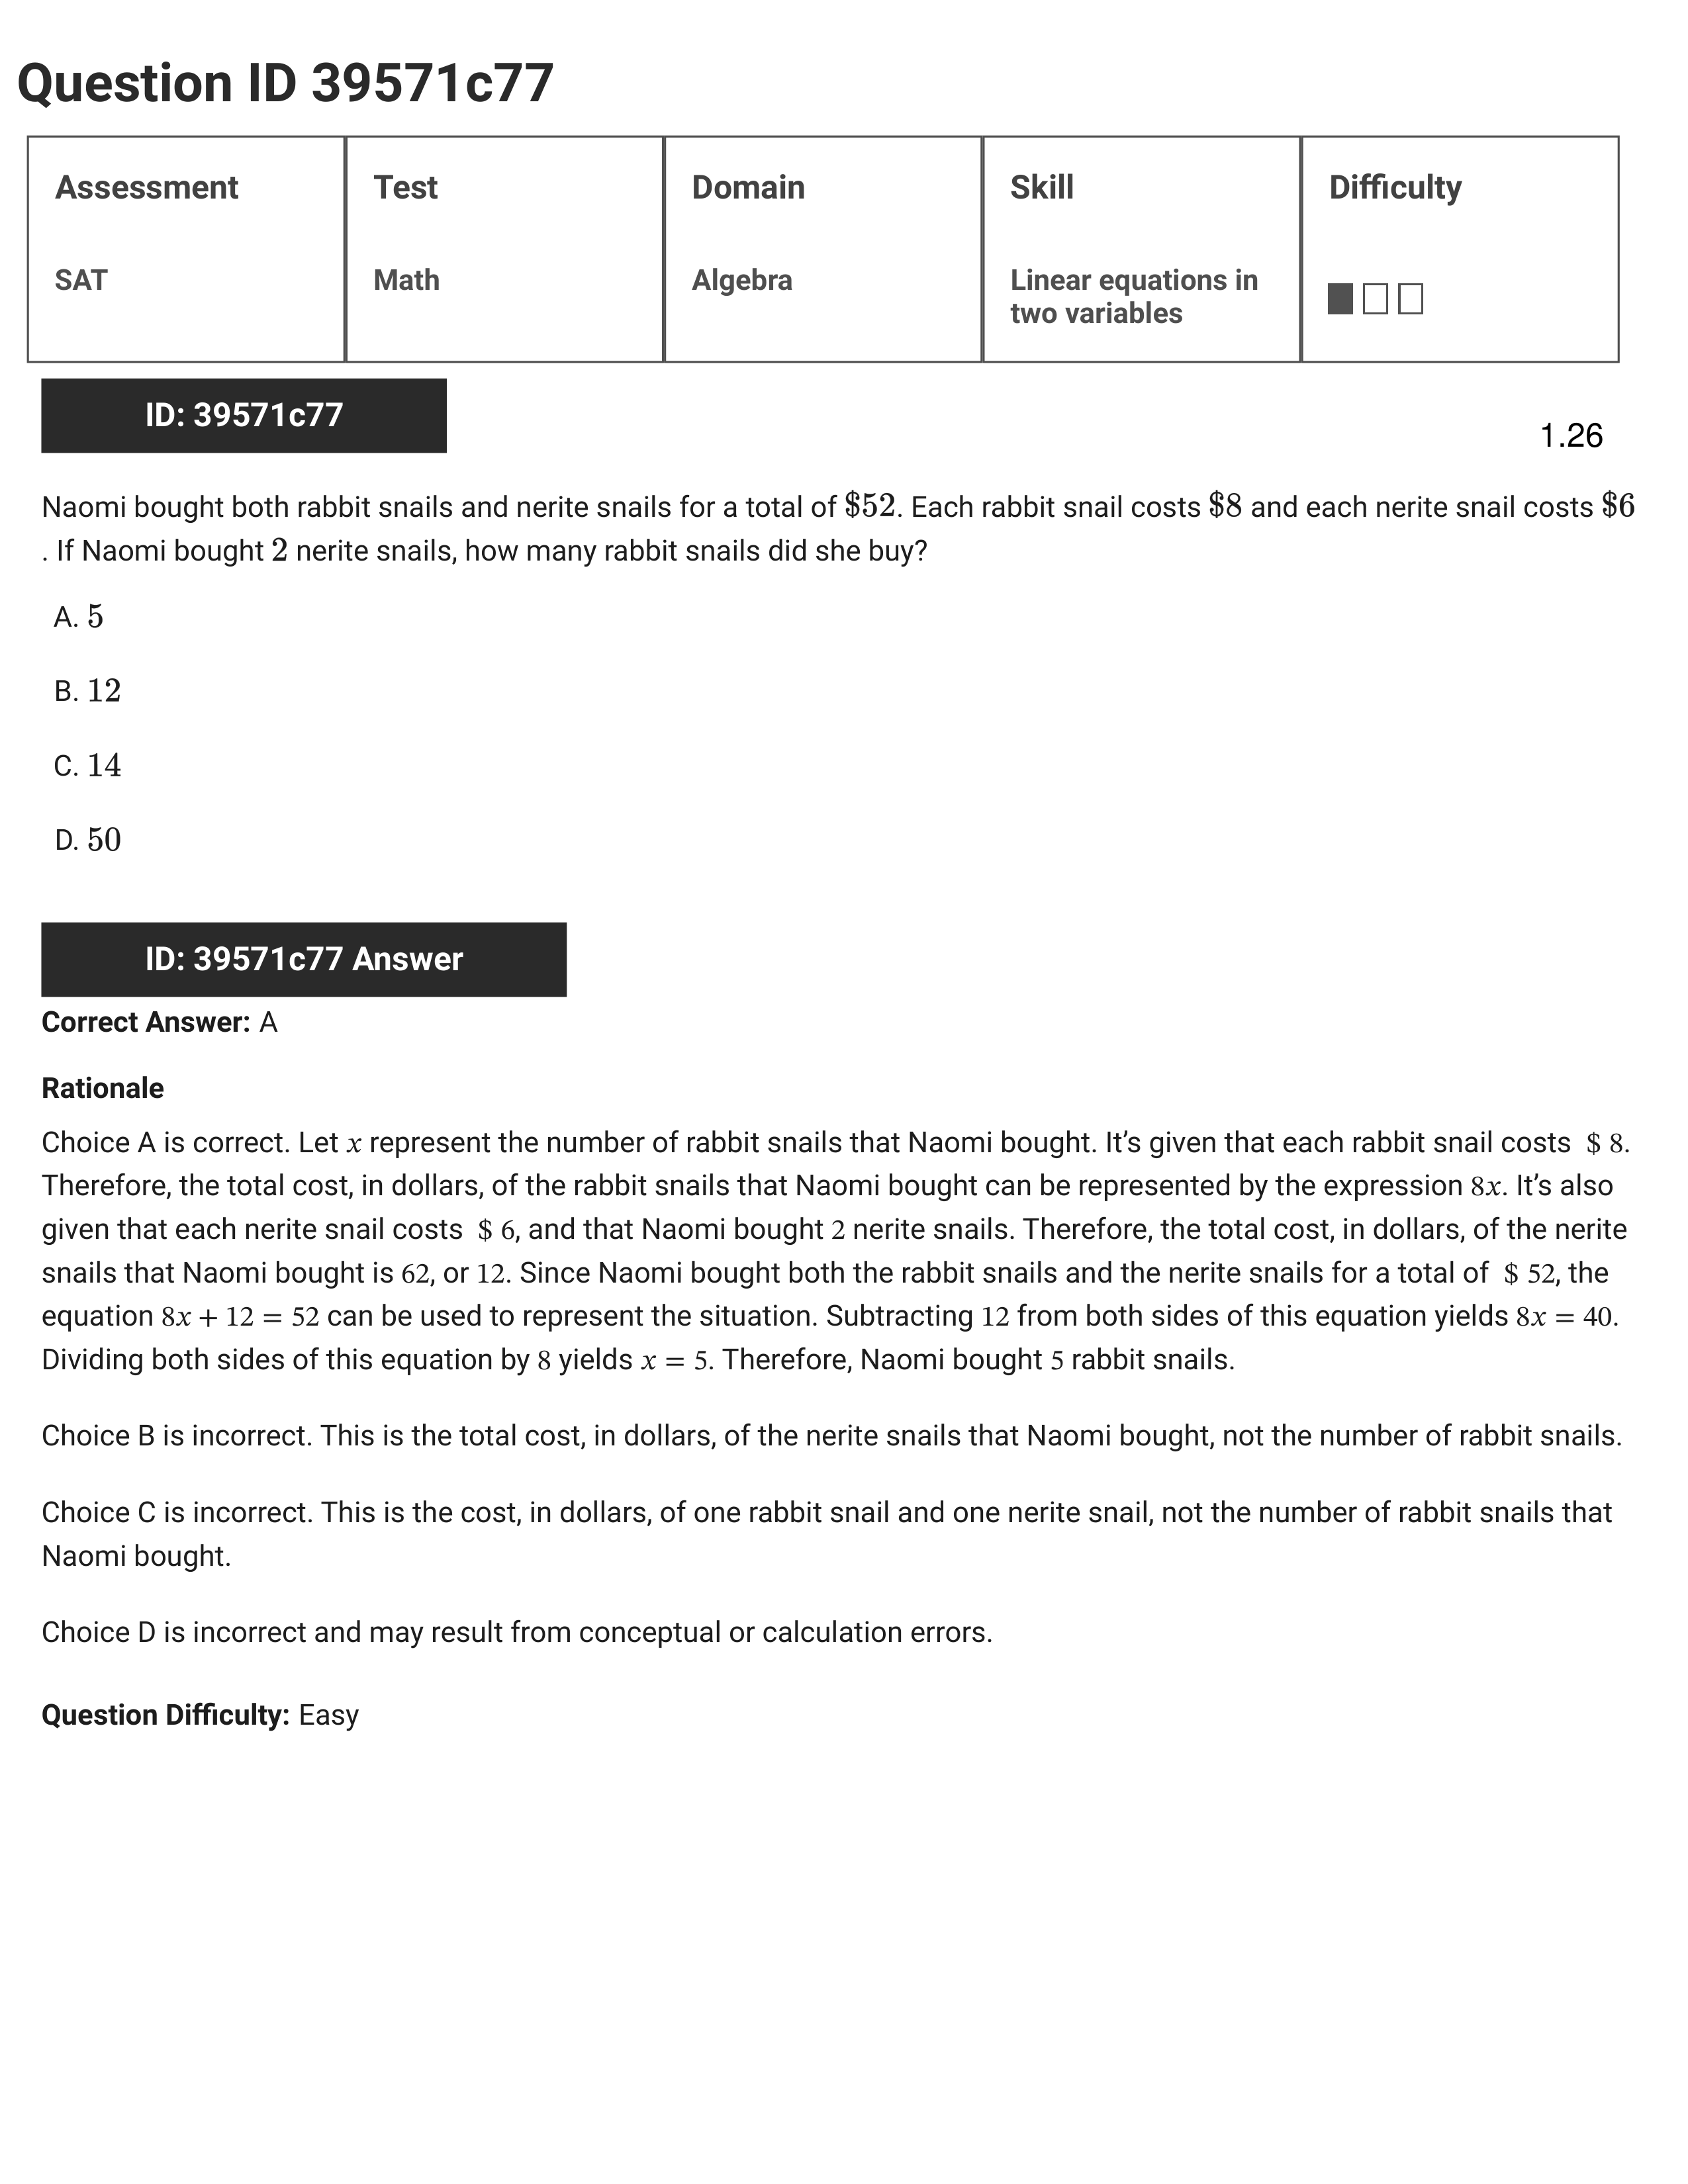 Question ID 39571c77
Assessment
Test
Domain
Skill
Difficulty
SAT
Math
Algebra
Linear equations in
two variables
ID: 39571c77
1.26
Naomi bought both rabbit snails and nerite snails for a total of $52. Each rabbit snail costs $8 and each nerite snail costs $6
. If Naomi bought 2 nerite snails, how many rabbit snails did she buy?
A. 5
B. 12
C. 14
D. 50
ID: 39571c77 Answer
Correct Answer: A
Rationale
Choice A is correct. Let x represent the number of rabbit snails that Naomi bought. It’s given that each rabbit snail costs $ 8.
Therefore, the total cost, in dollars, of the rabbit snails that Naomi bought can be represented by the expression 8x. It’s also
given that each nerite snail costs $ 6, and that Naomi bought 2 nerite snails. Therefore, the total cost, in dollars, of the nerite
snails that Naomi bought is 62, or 12. Since Naomi bought both the rabbit snails and the nerite snails for a total of $ 52, the
equation 8x + 12 = 52 can be used to represent the situation. Subtracting 12 from both sides of this equation yields 8x = 40.
Dividing both sides of this equation by 8 yields x = 5. Therefore, Naomi bought 5 rabbit snails.
Choice B is incorrect. This is the total cost, in dollars, of the nerite snails that Naomi bought, not the number of rabbit snails.
Choice C is incorrect. This is the cost, in dollars, of one rabbit snail and one nerite snail, not the number of rabbit snails that
Naomi bought.
Choice D is incorrect and may result from conceptual or calculation errors.
Question Difficulty: Easy